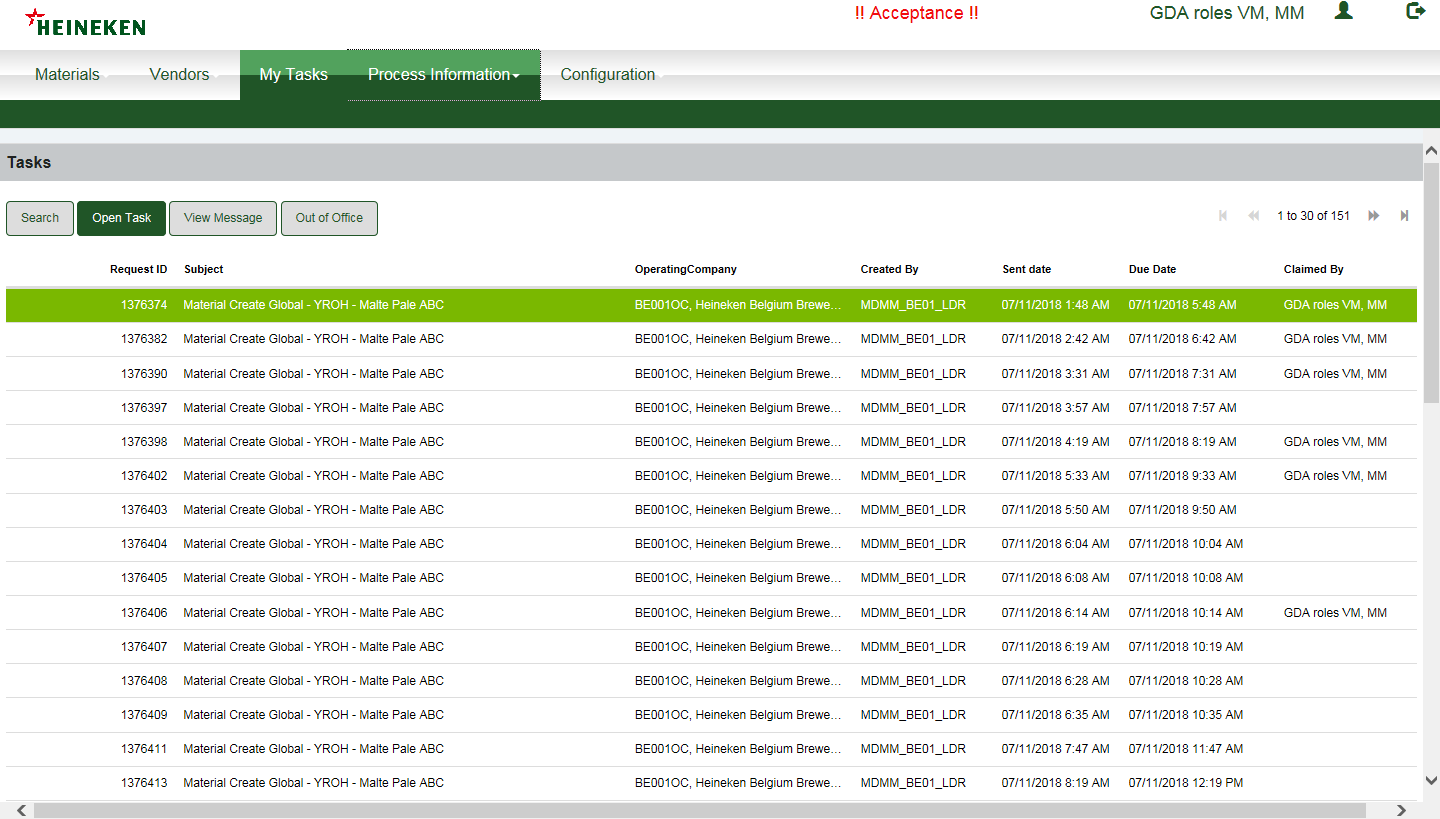 HEINEKEN !! Acceptance !! GDA roles VM, MM
Materials Vendors My Tasks Process Information Configuration
Tasks
Search Open Task View Message Out of Office 1 to 30 of 151
Request ID Subject OperatingCompany Created By Sent date Due Date Claimed By
1376374 Material Create Global - YROH - Malte Pale ABC BE001OC, Heineken Belgium Brewe... MDMM_BE01_LDR 07/11/2018 1:48 AM 07/11/2018 5:48 AM GDA roles VM, MM
1376382 Material Create Global - YROH - Malte Pale ABC BE001OC, Heineken Belgium Brewe... MDMM_BE01_LDR 07/11/2018 2:42 AM 07/11/2018 6:42 AM GDA roles VM, MM
1376390 Material Create Global - YROH - Malte Pale ABC BE001OC, Heineken Belgium Brewe... MDMM_BE01_LDR 07/11/2018 3:31 AM 07/11/2018 7:31 AM GDA roles VM, MM
1376397 Material Create Global - YROH - Malte Pale ABC BE001OC, Heineken Belgium Brewe... MDMM_BE01_LDR 07/11/2018 3:57 AM 07/11/2018 7:57 AM
1376398 Material Create Global - YROH - Malte Pale ABC BE001OC, Heineken Belgium Brewe... MDMM_BE01_LDR 07/11/2018 4:19 AM 07/11/2018 8:19 AM GDA roles VM, MM
1376402 Material Create Global - YROH - Malte Pale ABC BE001OC, Heineken Belgium Brewe... MDMM_BE01_LDR 07/11/2018 5:33 AM 07/11/2018 9:33 AM GDA roles VM, MM
1376403 Material Create Global - YROH - Malte Pale ABC BE001OC, Heineken Belgium Brewe... MDMM_BE01_LDR 07/11/2018 5:50 AM 07/11/2018 9:50 AM
1376404 Material Create Global - YROH - Malte Pale ABC BE001OC, Heineken Belgium Brewe... MDMM_BE01_LDR 07/11/2018 6:04 AM 07/11/2018 10:04 AM
1376405 Material Create Global - YROH - Malte Pale ABC BE001OC, Heineken Belgium Brewe... MDMM_BE01_LDR 07/11/2018 6:08 AM 07/11/2018 10:08 AM
1376406 Material Create Global - YROH - Malte Pale ABC BE001OC, Heineken Belgium Brewe... MDMM_BE01_LDR 07/11/2018 6:14 AM 07/11/2018 10:14 AM GDA roles VM, MM
1376407 Material Create Global - YROH - Malte Pale ABC BE001OC, Heineken Belgium Brewe... MDMM_BE01_LDR 07/11/2018 6:19 AM 07/11/2018 10:19 AM
1376408 Material Create Global - YROH - Malte Pale ABC BE001OC, Heineken Belgium Brewe... MDMM_BE01_LDR 07/11/2018 6:28 AM 07/11/2018 10:28 AM
1376409 Material Create Global - YROH - Malte Pale ABC BE001OC, Heineken Belgium Brewe... MDMM_BE01_LDR 07/11/2018 6:35 AM 07/11/2018 10:35 AM
1376411 Material Create Global - YROH - Malte Pale ABC BE001OC, Heineken Belgium Brewe... MDMM_BE01_LDR 07/11/2018 7:47 AM 07/11/2018 11:47 AM
1376413 Material Create Global - YROH - Malte Pale ABC BE001OC, Heineken Belgium Brewe... MDMM_BE01_LDR 07/11/2018 8:19 AM 07/11/2018 12:19 PM